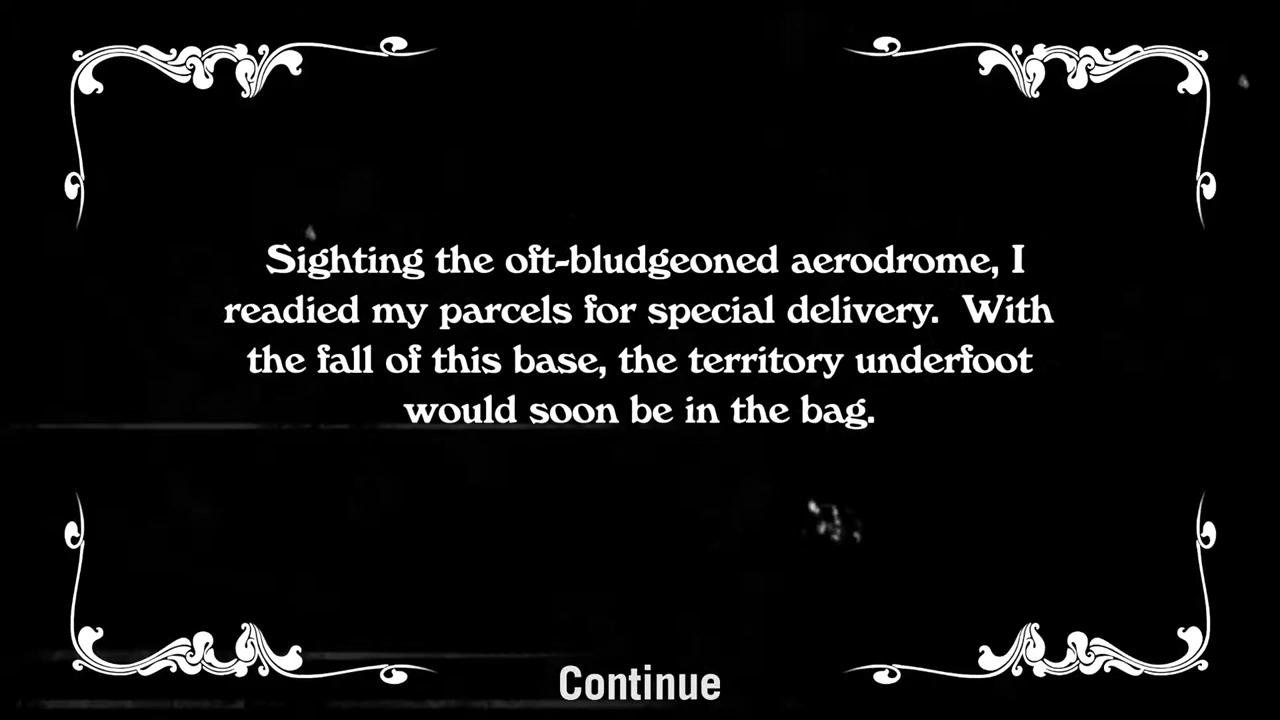 Sighting the oft-bludgeoned aerodrome, I
readied my parcels for special delivery.  With
the fall of this base, the territory underfoot
would soon be in the bag.
Continue